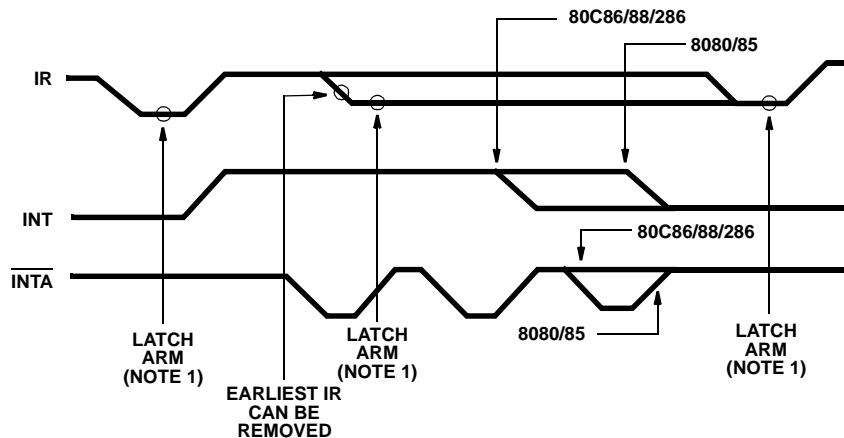 80C86/88/286
8080/85
IR
INT
80C86/88/286
INTA
8080/85
LATCH
ARM
(NOTE 1)
EARLIEST IR
CAN BE
REMOVED
LATCH
ARM
(NOTE 1)
LATCH
ARM
(NOTE 1)